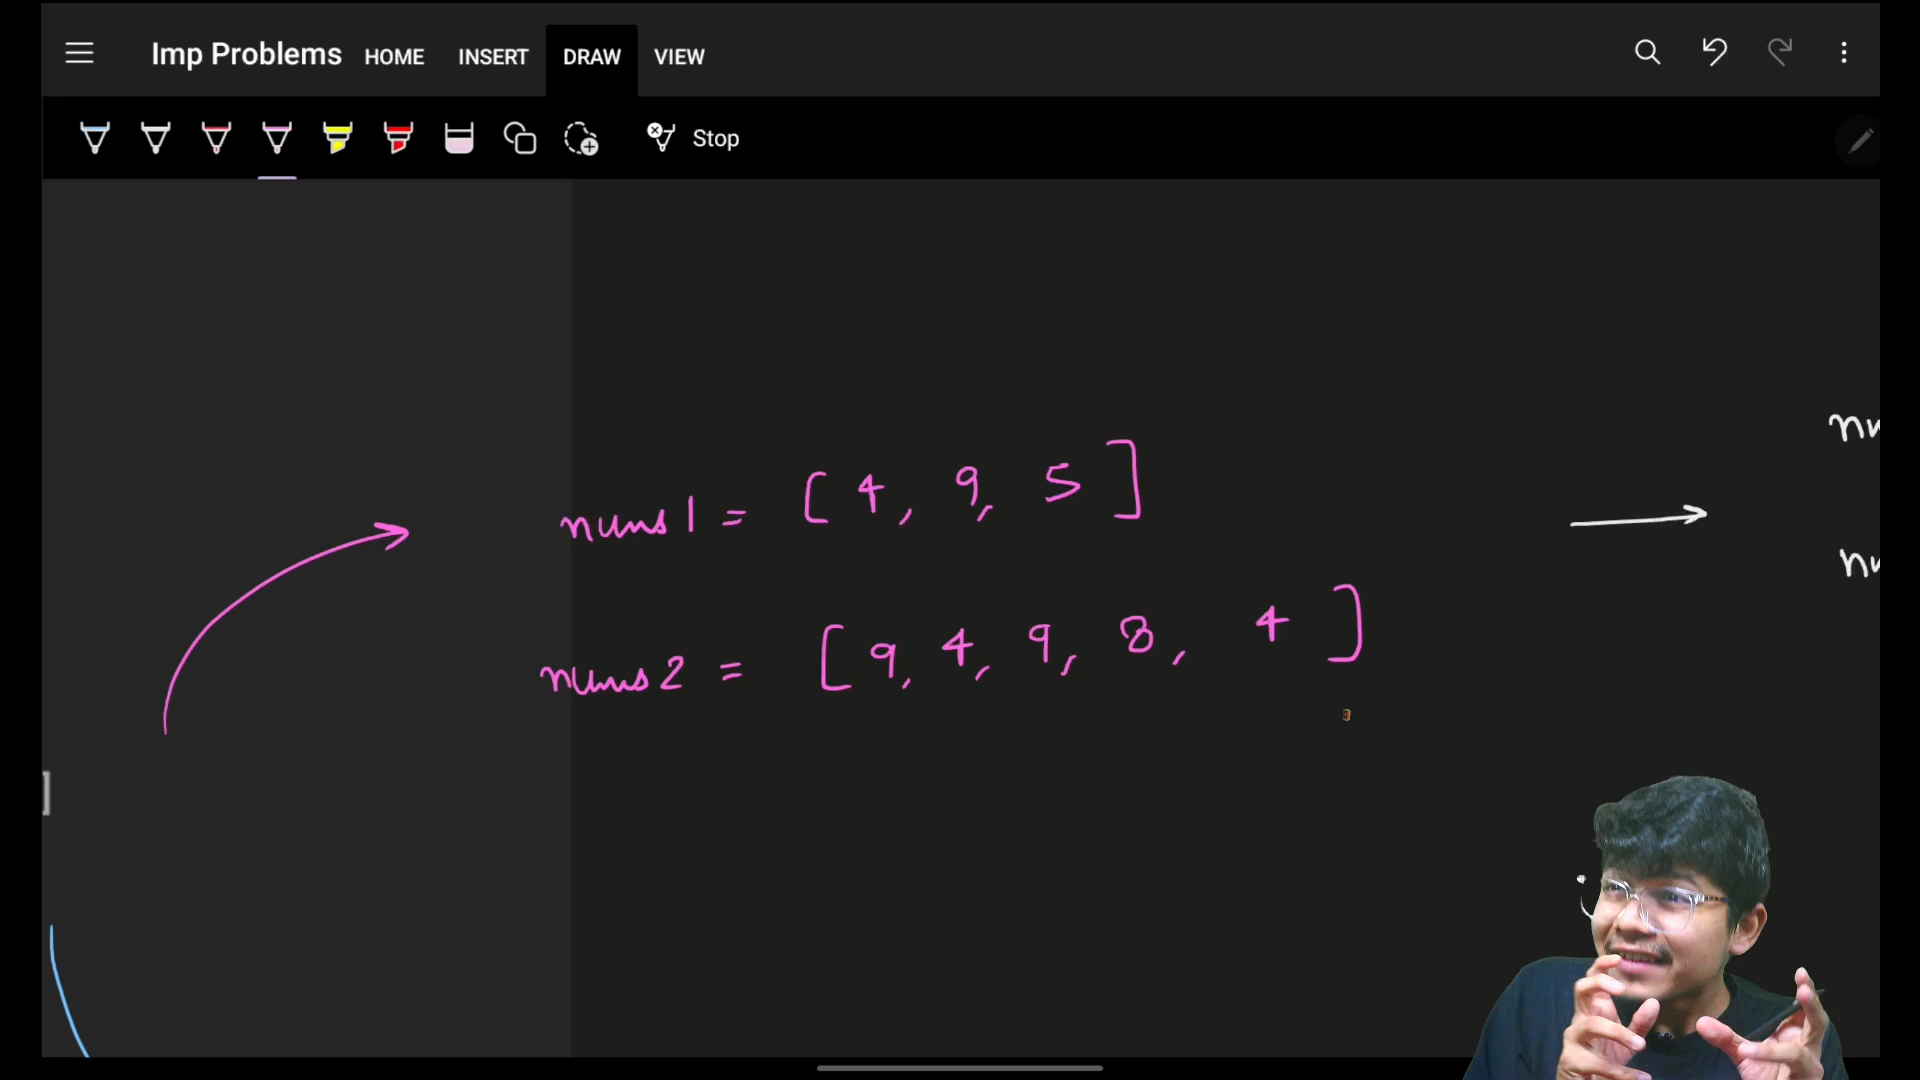 Imp Problems HOME INSERT DRAW VIEW
Stop
nums1 = [ 4, 9, 5 ]
nums2 = [ 9, 4, 9, 8, 4 ]
]